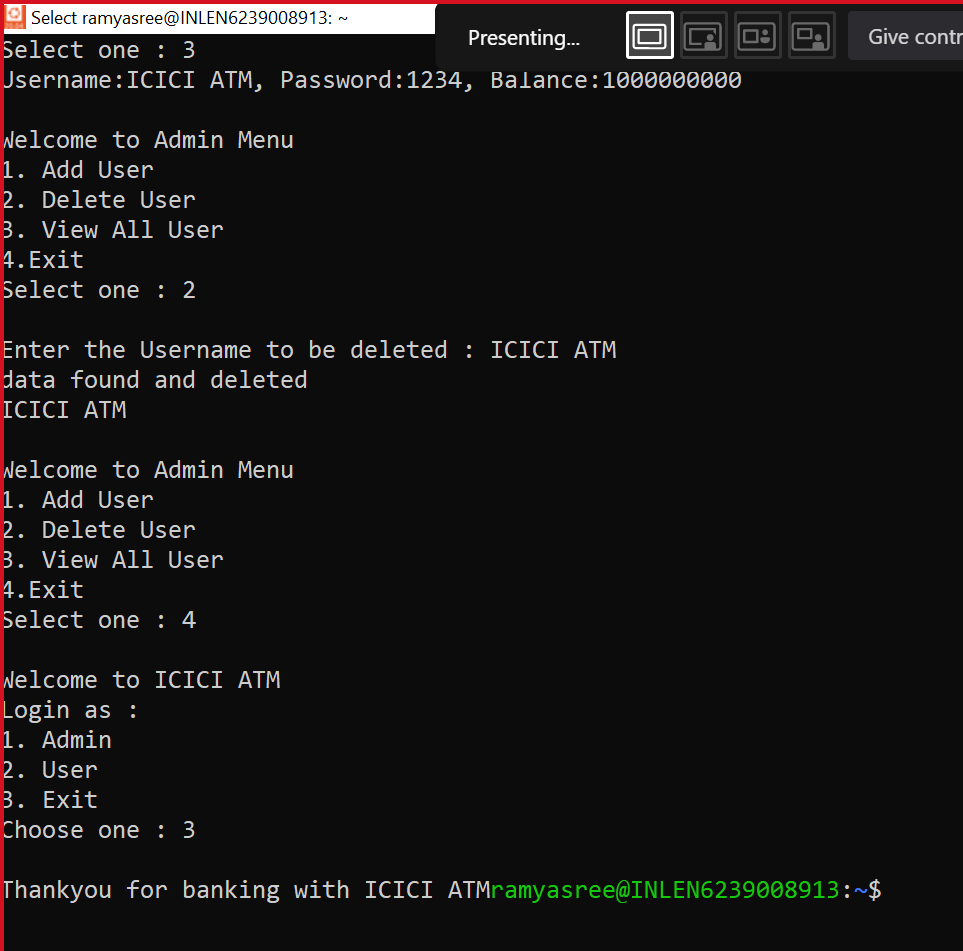 Select ramyasree@INLEN6239008913: ~
Presenting...
Give contr
Select one : 3
Username:ICICI ATM, Password:1234, Balance:1000000000
Welcome to Admin Menu
1. Add User
2. Delete User
3. View All User
4.Exit
Select one : 2
Enter the Username to be deleted : ICICI ATM
data found and deleted
ICICI ATM
Welcome to Admin Menu
1. Add User
2. Delete User
3. View All User
4.Exit
Select one : 4
Welcome to ICICI ATM
Login as :
1. Admin
2. User
3. Exit
Choose one : 3
Thankyou for banking with ICICI ATMramyasree@INLEN6239008913:~$